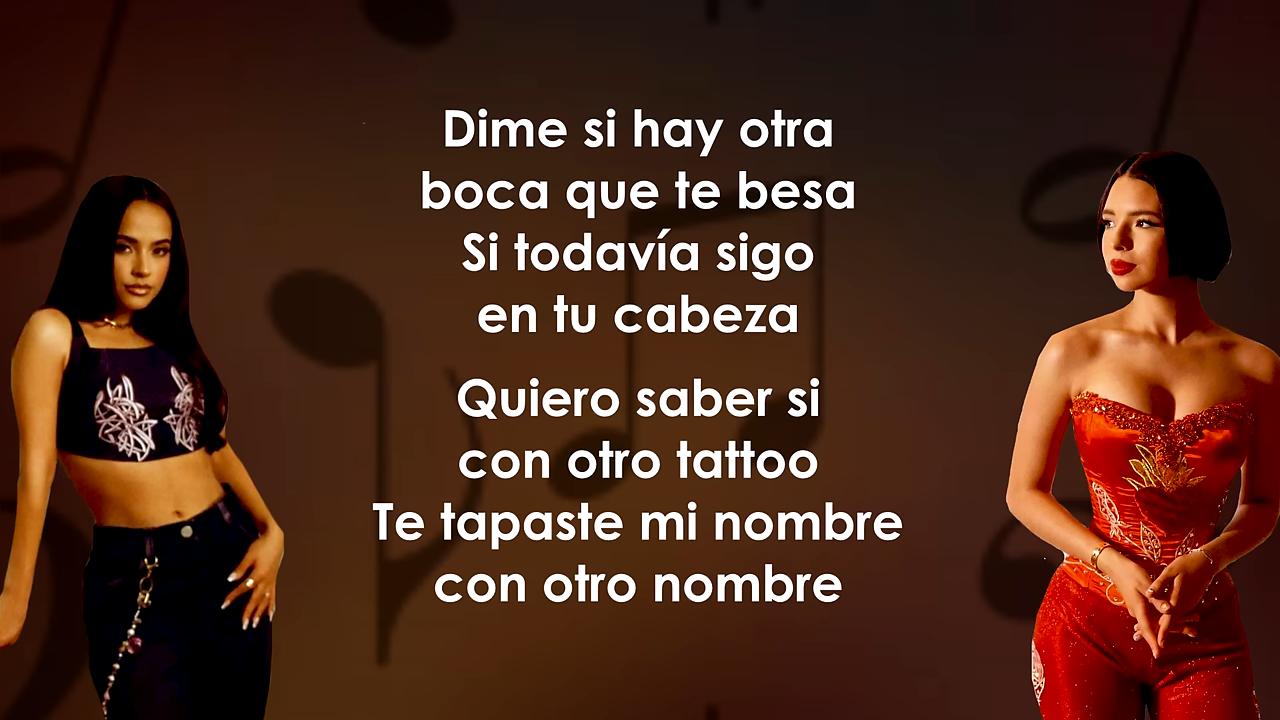 Dime si hay otra
boca que te besa
Si todavía sigo
en tu cabeza
Quiero saber si
con otro tattoo
Te tapaste mi nombre
con otro nombre